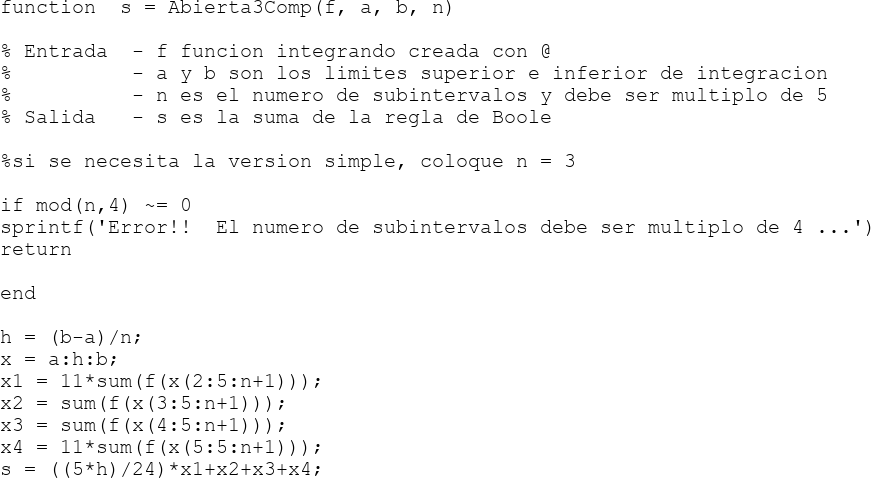 function  s = Abierta3Comp(f, a, b, n)
% Entrada  - f funcion integrando creada con @
%          - a y b son los limites superior e inferior de integracion
%          - n es el numero de subintervalos y debe ser multiplo de 5
% Salida   - s es la suma de la regla de Boole
%si se necesita la version simple, coloque n = 3
if mod(n,4) ~= 0
sprintf('Error!!  El numero de subintervalos debe ser multiplo de 4 ...')
return
end
h = (b-a)/n;
x = a:h:b;
x1 = 11*sum(f(x(2:5:n+1)));
x2 = sum(f(x(3:5:n+1)));
x3 = sum(f(x(4:5:n+1)));
x4 = 11*sum(f(x(5:5:n+1)));
s = ((5*h)/24)*x1+x2+x3+x4;